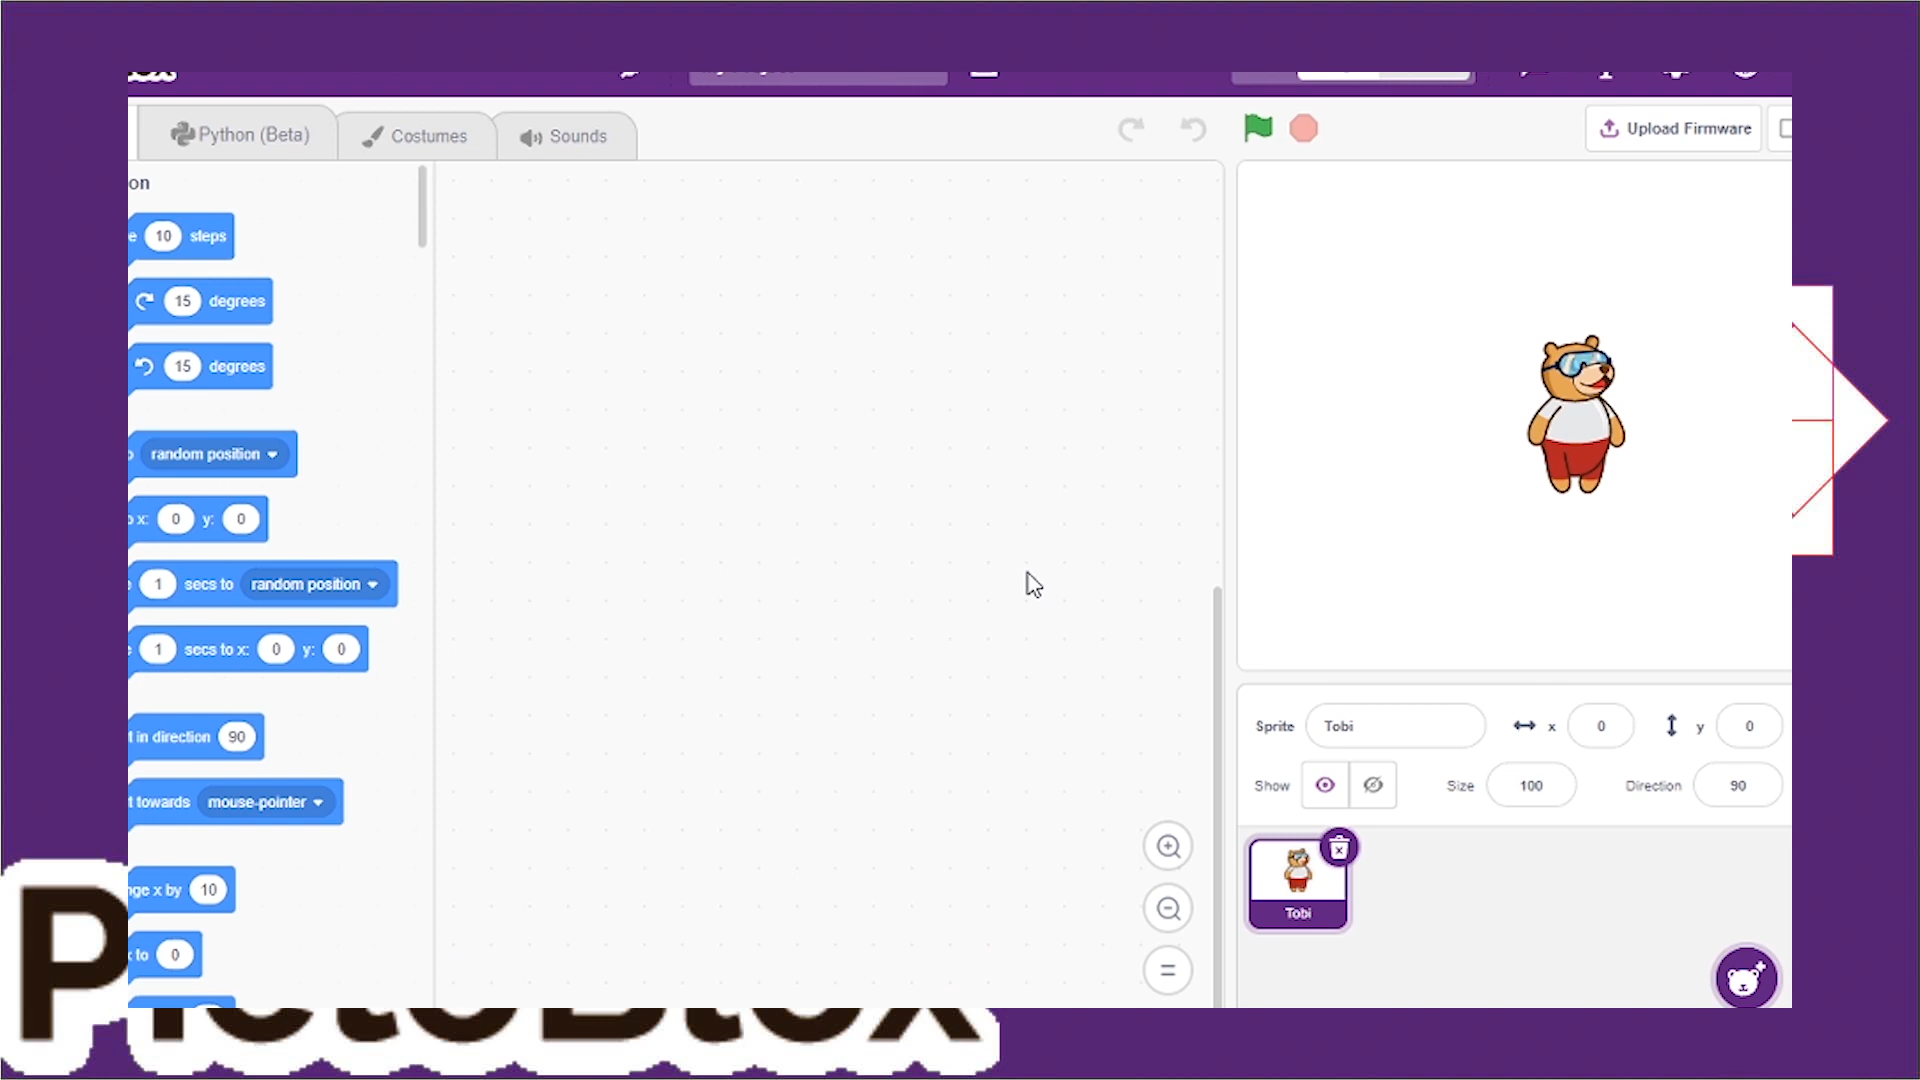 Python (Beta)
Costumes
Sounds
Upload Firmware
on
e 10 steps
15 degrees
15 degrees
random position
x: 0 y: 0
1 secs to random position
1 secs to x: 0 y: 0
t in direction 90
t towards mouse-pointer
nge x by 10
to 0
Sprite Tobi x 0 y 0
Show Size 100 Direction 90
Tobi
PictoBlox